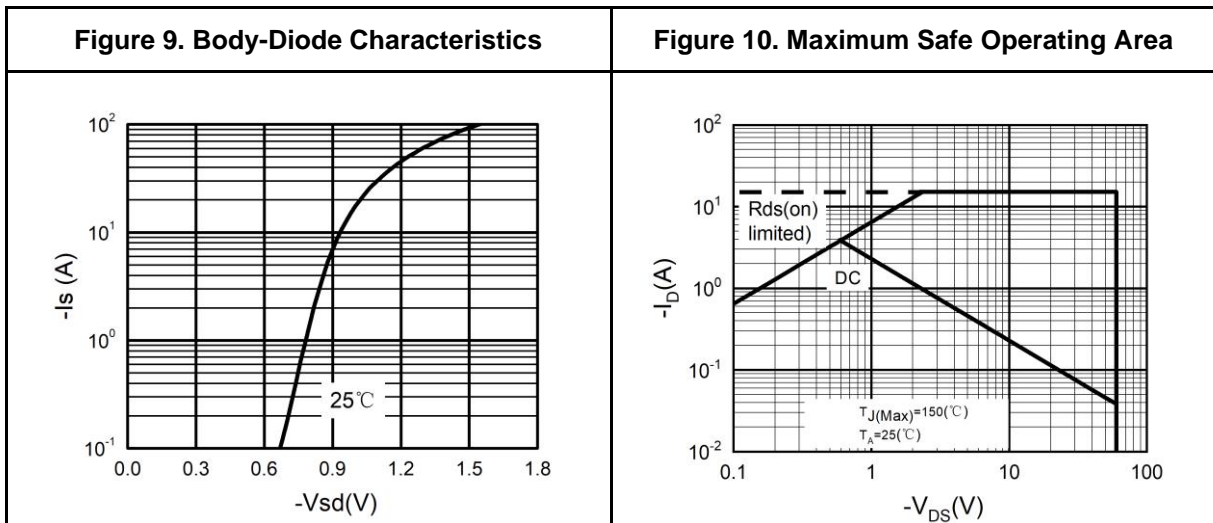 Figure 9. Body-Diode Characteristics
Figure 10. Maximum Safe Operating Area
10²
10¹
10⁰
10⁻¹
-Is (A)
25℃
0.0 0.3 0.6 0.9 1.2 1.5 1.8
-Vsd(V)
10²
10¹
10⁰
10⁻¹
10⁻²
-I_D(A)
Rds(on)
limited)
DC
T_J(Max)=150(℃)
T_A=25(℃)
0.1 1 10 100
-V_DS(V)